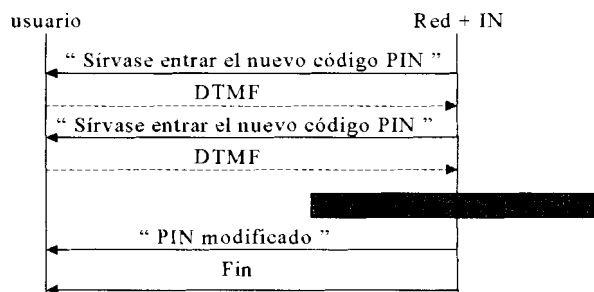 usuario Red + IN
“ Sírvase entrar el nuevo código PIN ”
DTMF
“ Sírvase entrar el nuevo código PIN ”
DTMF
“ PIN modificado ”
Fin